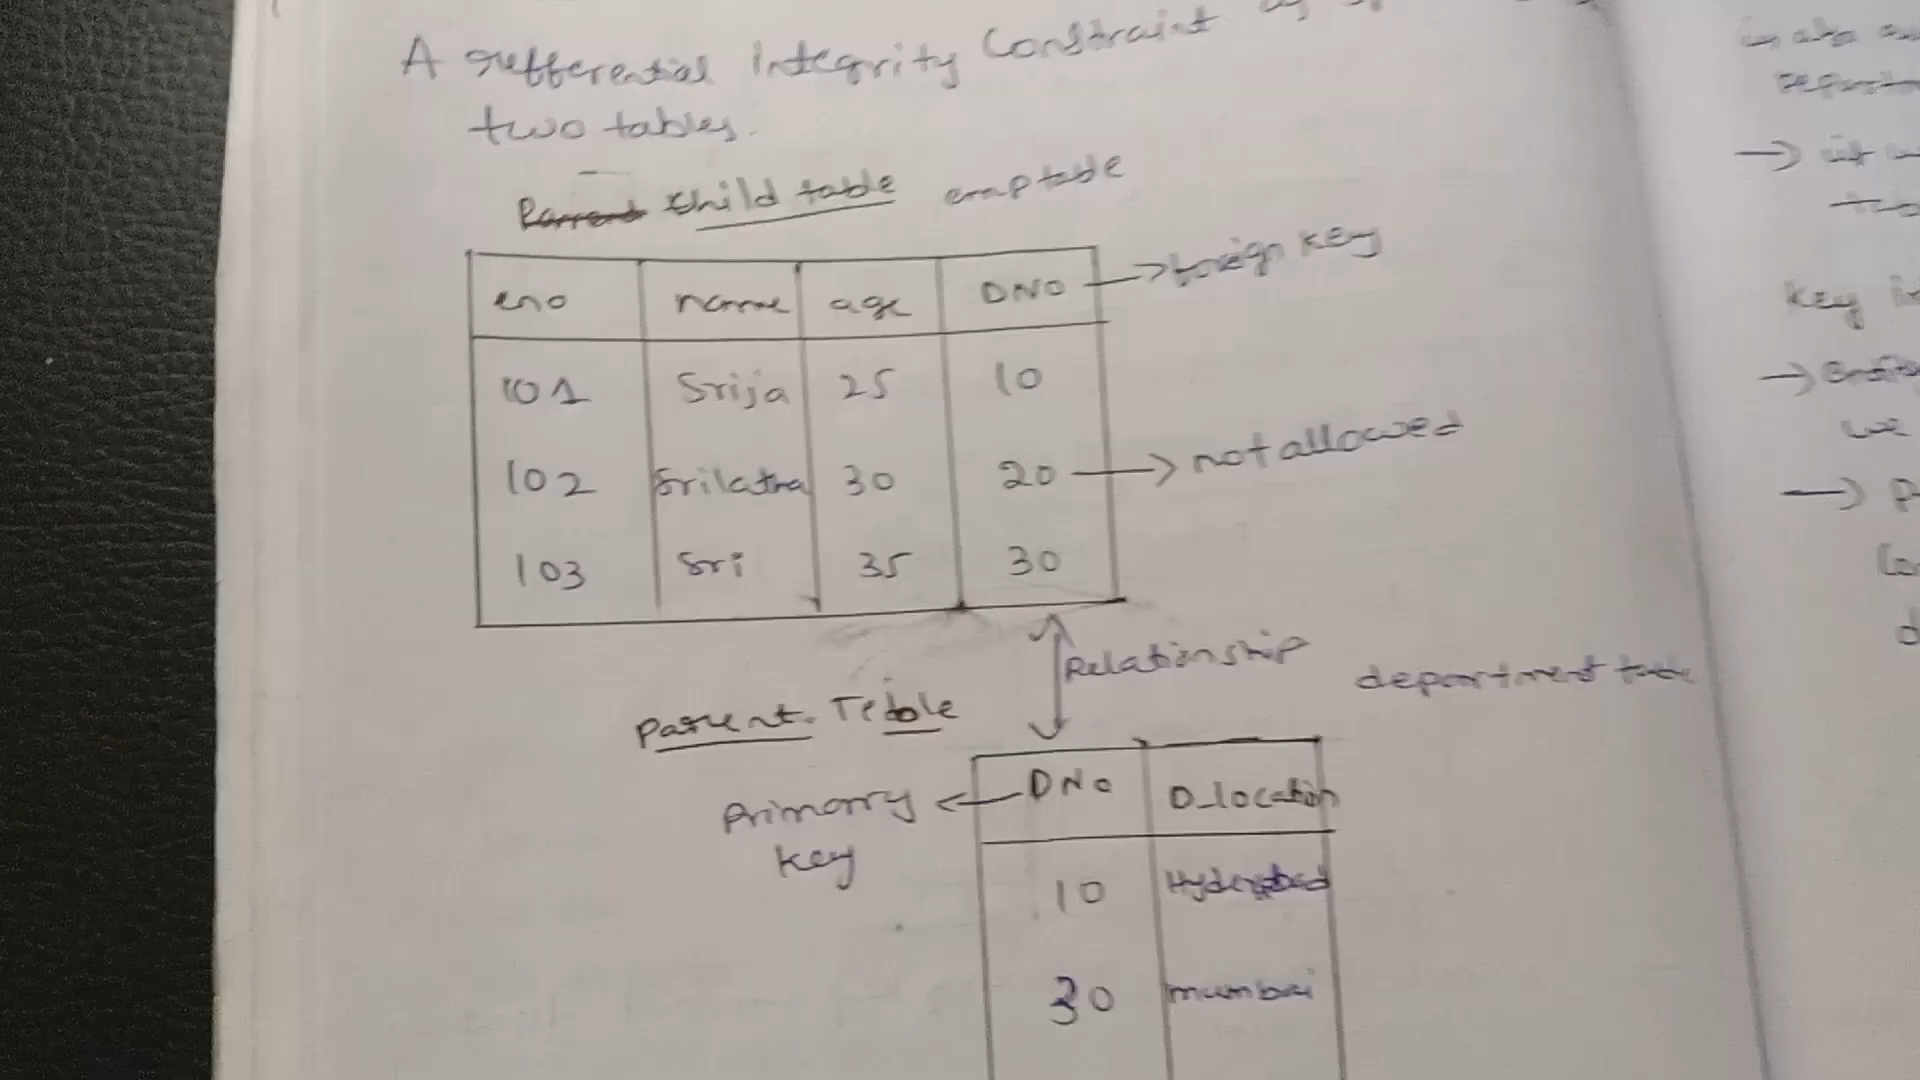 A refferential integrity Constraint
two tables.
Child table emp table
eno name age DNO → foreign key
101 Srija 25 10
102 Srilatha 30 20 → not allowed
103 Sri 35 30
Relationship
department table
Parent Table
Primary key ← DNO D_location
10 Hyderabad
30 mumbai
key